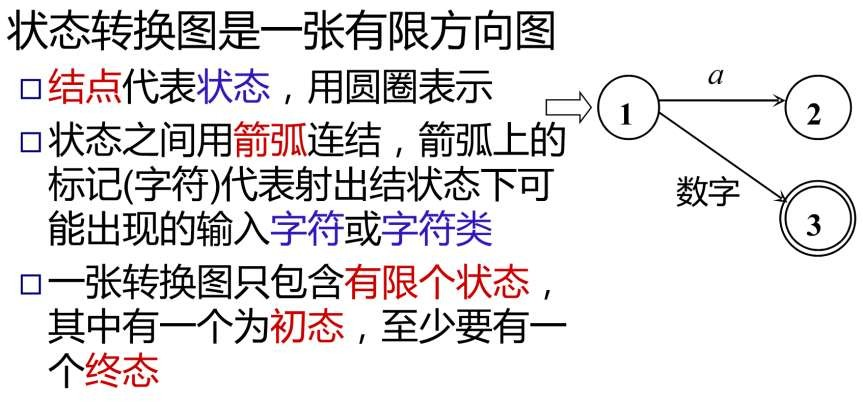 状态转换图是一张有限方向图
结点代表状态，用圆圈表示
状态之间用箭弧连结，箭弧上的
标记(字符)代表射出结状态下可
能出现的输入字符或字符类
一张转换图只包含有限个状态，
其中有一个为初态，至少要有一
个终态
a
1
2
数字
3